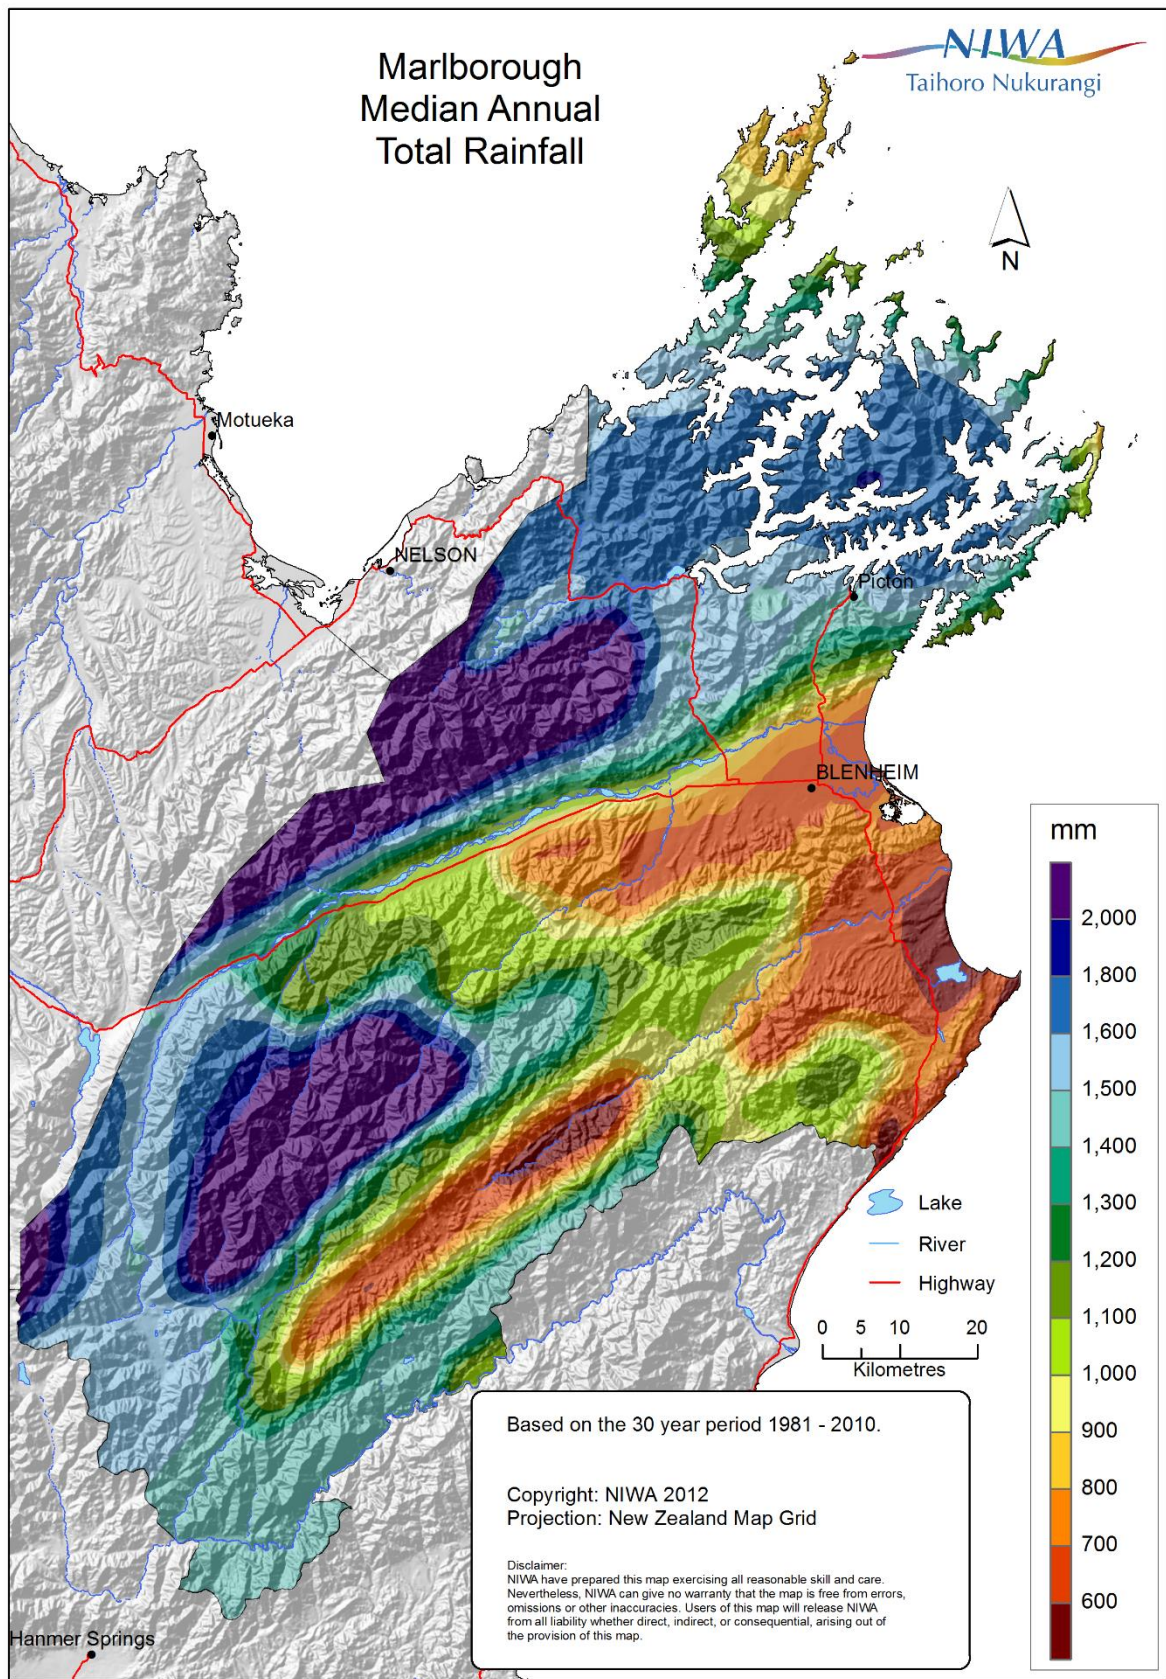 Marlborough
Median Annual
Total Rainfall
NIWA
Taihoro Nukurangi
N
Motueka
NELSON
Picton
BLENHEIM
mm
2,000
1,800
1,600
1,500
1,400
1,300
1,200
1,100
1,000
900
800
700
600
Lake
River
Highway
0 5 10 20
Kilometres
Based on the 30 year period 1981 - 2010.
Copyright: NIWA 2012
Projection: New Zealand Map Grid
Disclaimer:
NIWA have prepared this map exercising all reasonable skill and care.
Nevertheless, NIWA can give no warranty that the map is free from errors,
omissions or other inaccuracies. Users of this map will release NIWA
from all liability whether direct, indirect, or consequential, arising out of
the provision of this map.
Hanmer Springs